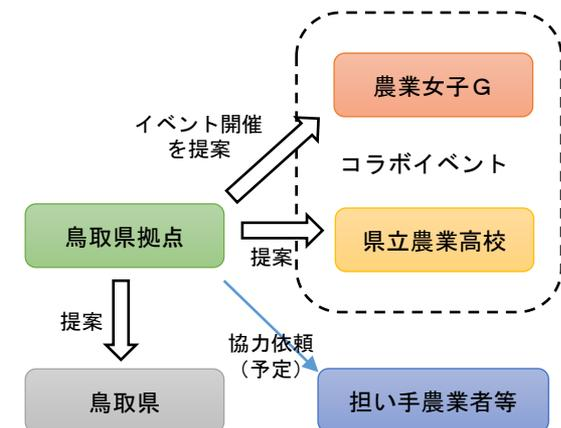 農業女子Ｇ
イベント開催
を提案
コラボイベント
鳥取県拠点
県立農業高校
提案
提案
協力依頼
（予定）
鳥取県
担い手農業者等